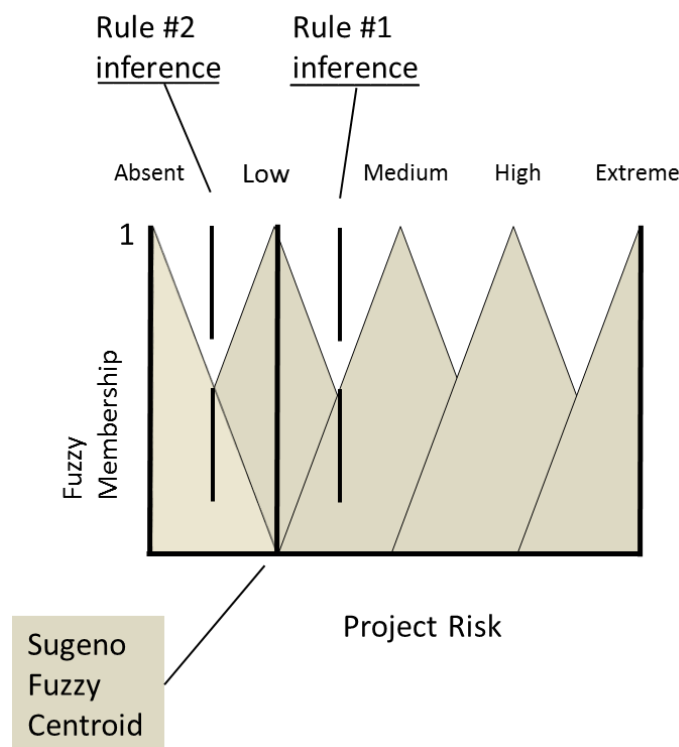 Rule #2
inference
Rule #1
inference
Absent
Low
Medium
High
Extreme
1
Fuzzy
Membership
Project Risk
Sugeno
Fuzzy
Centroid